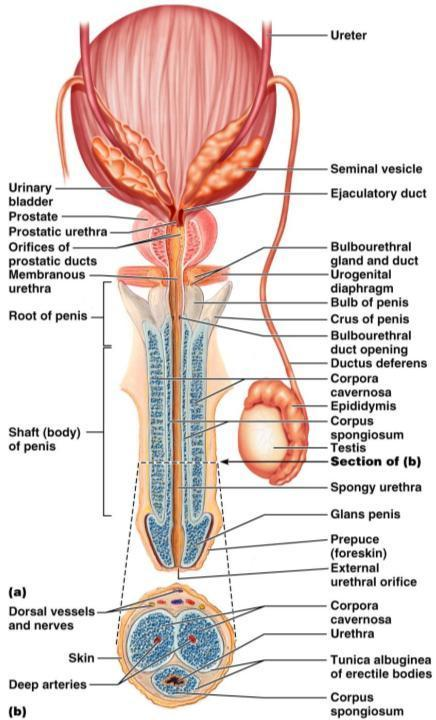 Ureter
Seminal vesicle
Ejaculatory duct
Urinary
bladder
Prostate
Prostatic urethra
Orifices of
prostatic ducts
Membranous
urethra
Root of penis
Shaft (body)
of penis
Bulbourethral
gland and duct
Urogenital
diaphragm
Bulb of penis
Crus of penis
Bulbourethral
duct opening
Ductus deferens
Corpora
cavernosa
Epididymis
Corpus
spongiosum
Testis
Section of (b)
Spongy urethra
Glans penis
Prepuce
(foreskin)
External
urethral orifice
(a)
Dorsal vessels
and nerves
Skin
Deep arteries
(b)
Corpora
cavernosa
Urethra
Tunica albuginea
of erectile bodies
Corpus
spongiosum